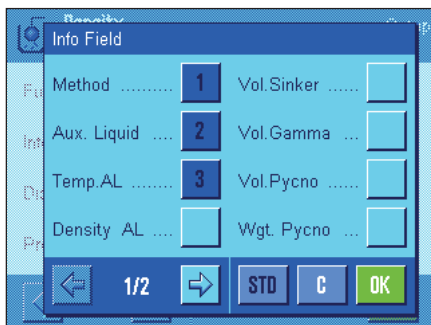 Density
Info Field
Method .......... 1 Vol.Sinker ......
Aux. Liquid .... 2 Vol.Gamma ...
Temp.AL ........ 3 Vol.Pycno ......
Density AL .... Wgt. Pycno ...
1/2 STD C OK